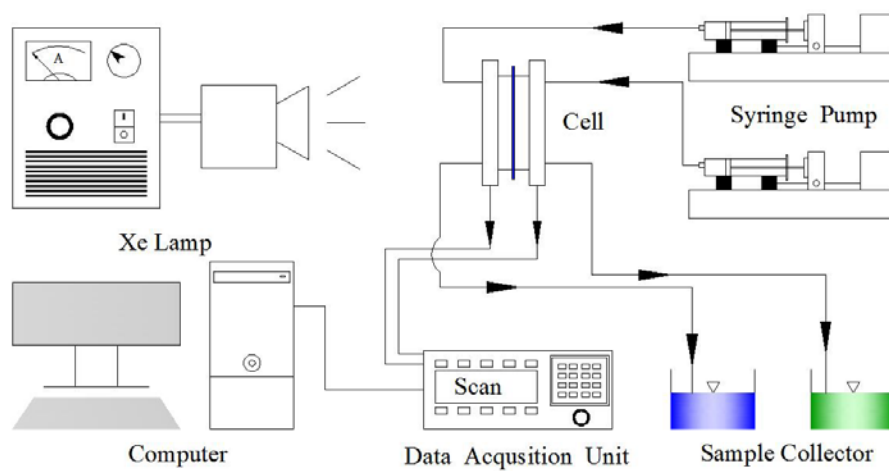 A
Cell
Syringe Pump
Xe Lamp
Scan
Computer
Data Acqusition Unit
Sample Collector